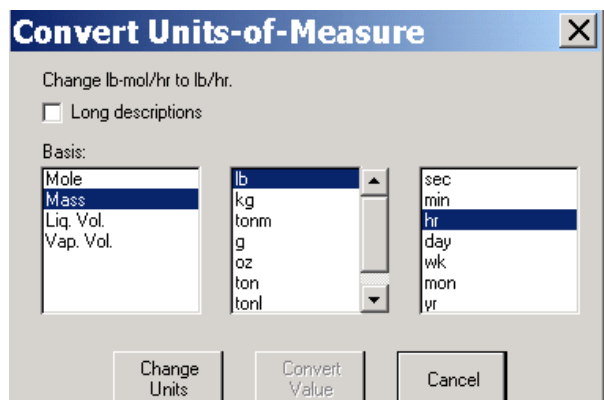 Convert Units-of-Measure
Change lb-mol/hr to lb/hr.
Long descriptions
Basis:
Mole
Mass
Liq. Vol.
Vap. Vol.
lb
kg
tonm
g
oz
ton
tonl
sec
min
hr
day
wk
mon
yr
Change
Units
Convert
Value
Cancel